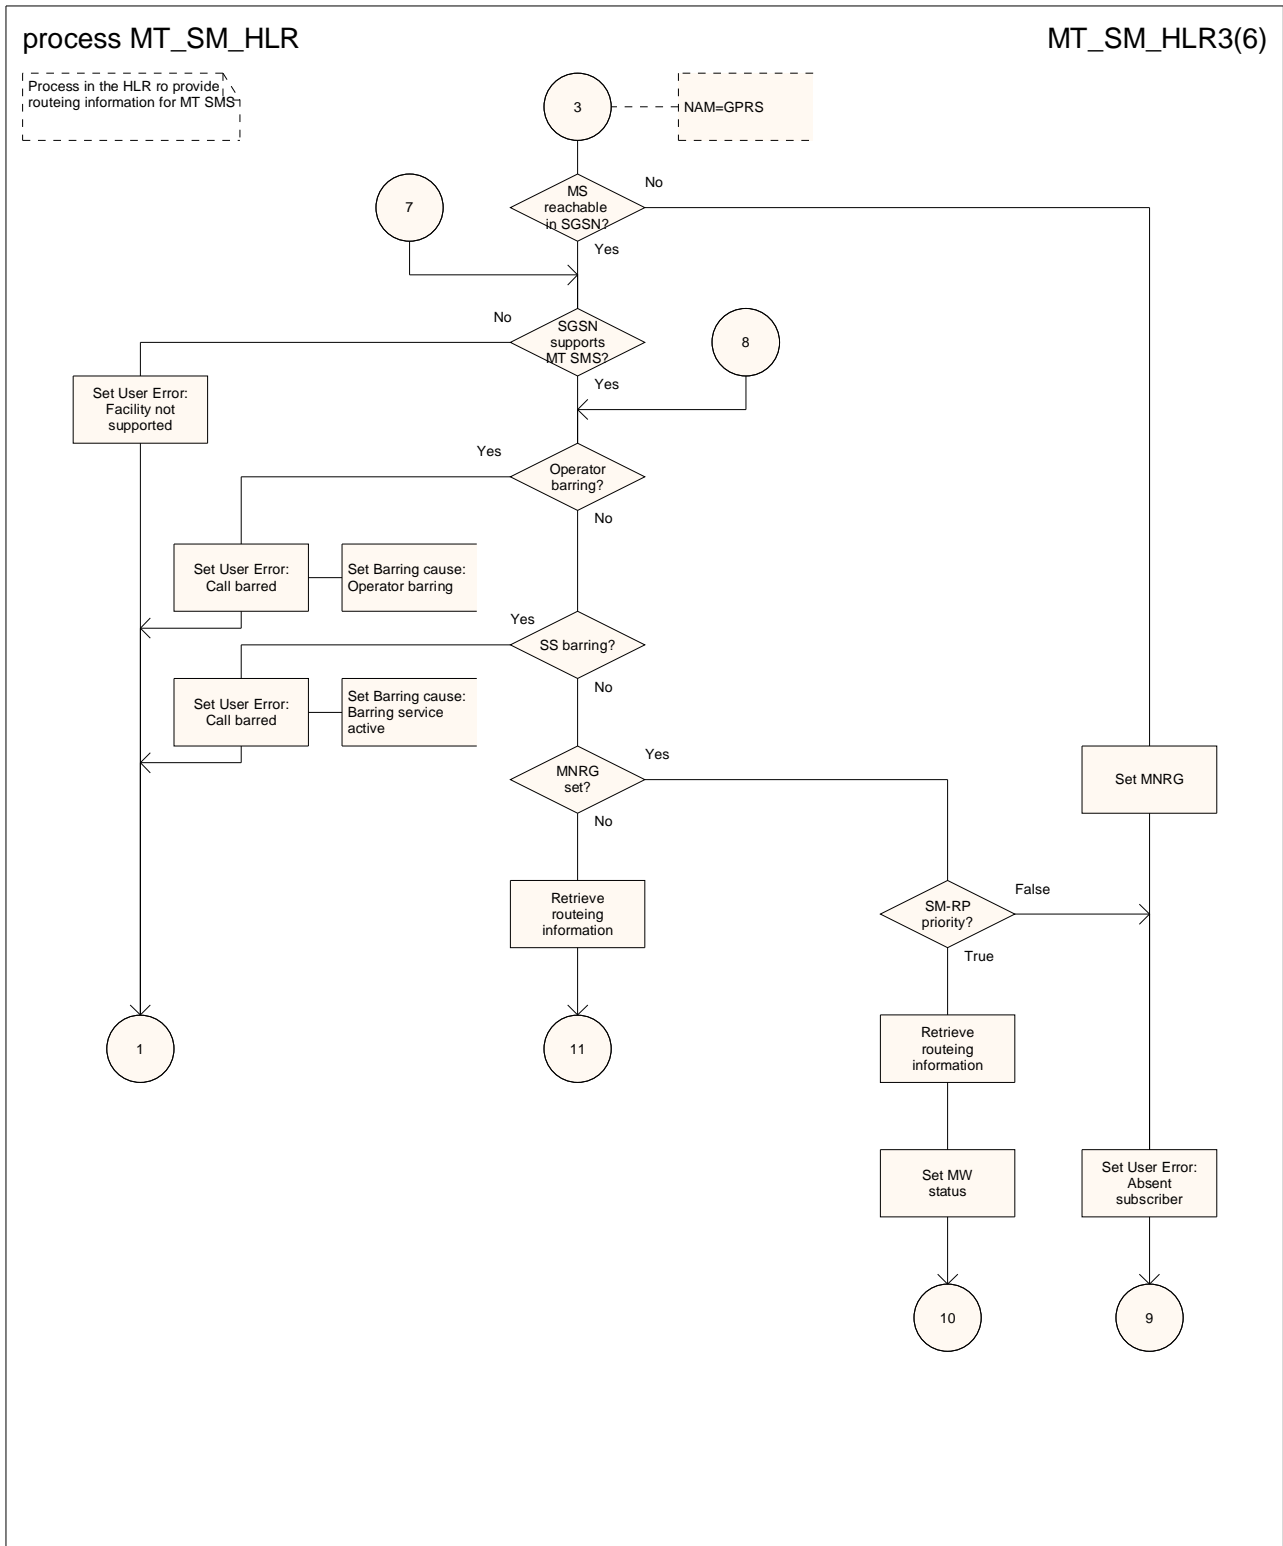 process MT_SM_HLR
MT_SM_HLR3(6)
Process in the HLR ro provide
routeing information for MT SMS
3
NAM=GPRS
MS
reachable
in SGSN?
No
7
Yes
No
SGSN
supports
MT SMS?
8
Yes
Set User Error:
Facility not
supported
Yes
Operator
barring?
No
Set User Error:
Call barred
Set Barring cause:
Operator barring
Yes
SS barring?
No
Set User Error:
Call barred
Set Barring cause:
Barring service
active
MNRG
set?
Yes
No
Set MNRG
Retrieve
routeing
information
SM-RP
priority?
False
True
1
11
Retrieve
routeing
information
Set MW
status
Set User Error:
Absent
subscriber
10
9